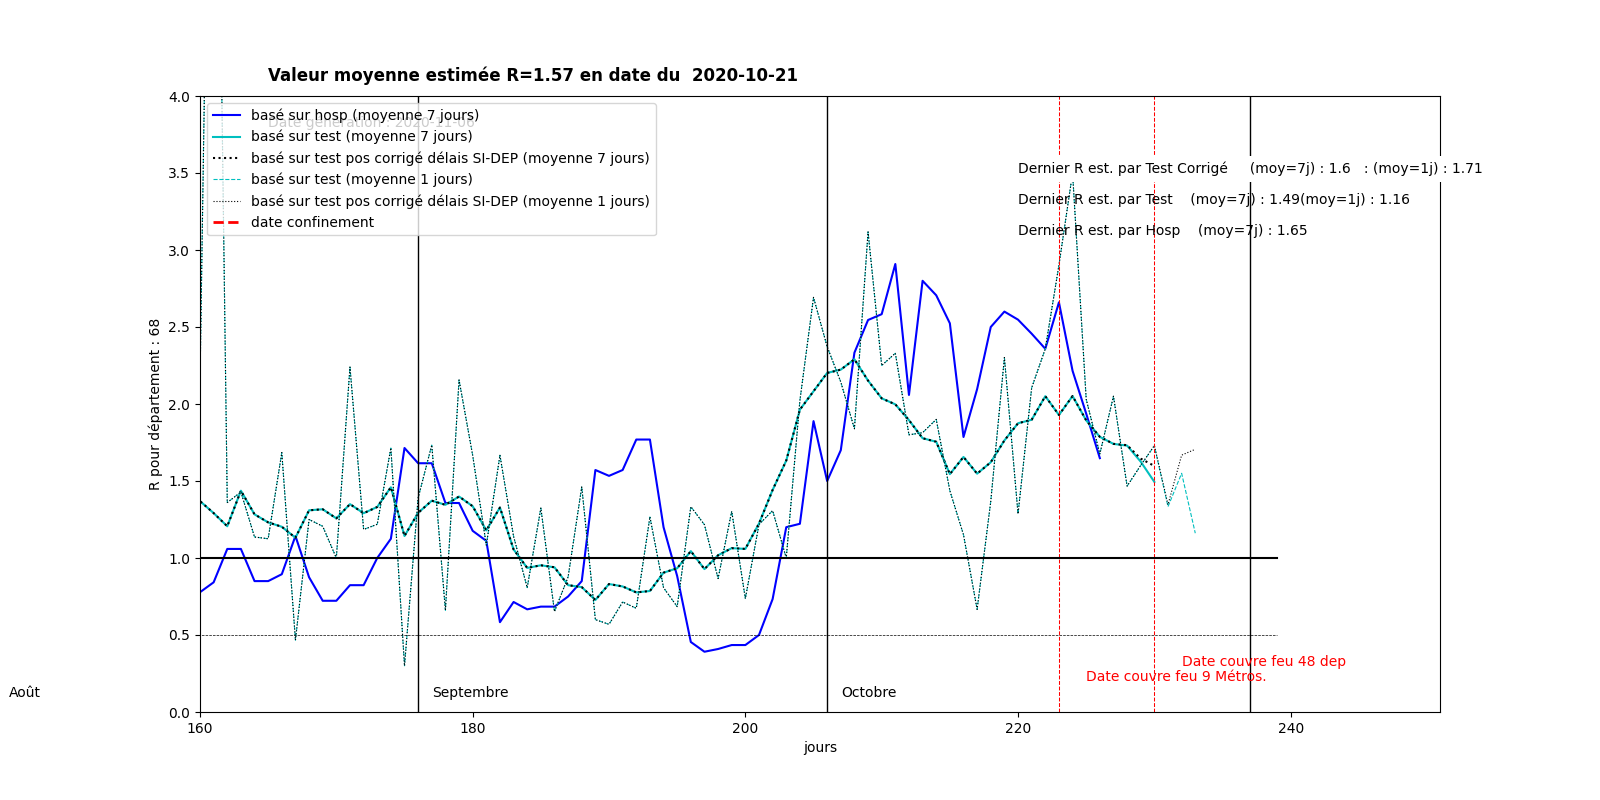 Valeur moyenne estimée R=1.57 en date du  2020-10-21
4.0
3.5
3.0
2.5
2.0
1.5
1.0
0.5
0.0
R pour département : 68
basé sur hosp (moyenne 7 jours)
Date génération : 2020-11-06
basé sur test (moyenne 7 jours)
basé sur test pos corrigé délais SI-DEP (moyenne 7 jours)
basé sur test (moyenne 1 jours)
basé sur test pos corrigé délais SI-DEP (moyenne 1 jours)
date confinement
Dernier R est. par Test Corrigé     (moy=7j) : 1.6   : (moy=1j) : 1.71
Dernier R est. par Test    (moy=7j) : 1.49(moy=1j) : 1.16
Dernier R est. par Hosp    (moy=7j) : 1.65
Date couvre feu 48 dep
Date couvre feu 9 Métros.
Août
Septembre
Octobre
160
180
200
220
240
jours